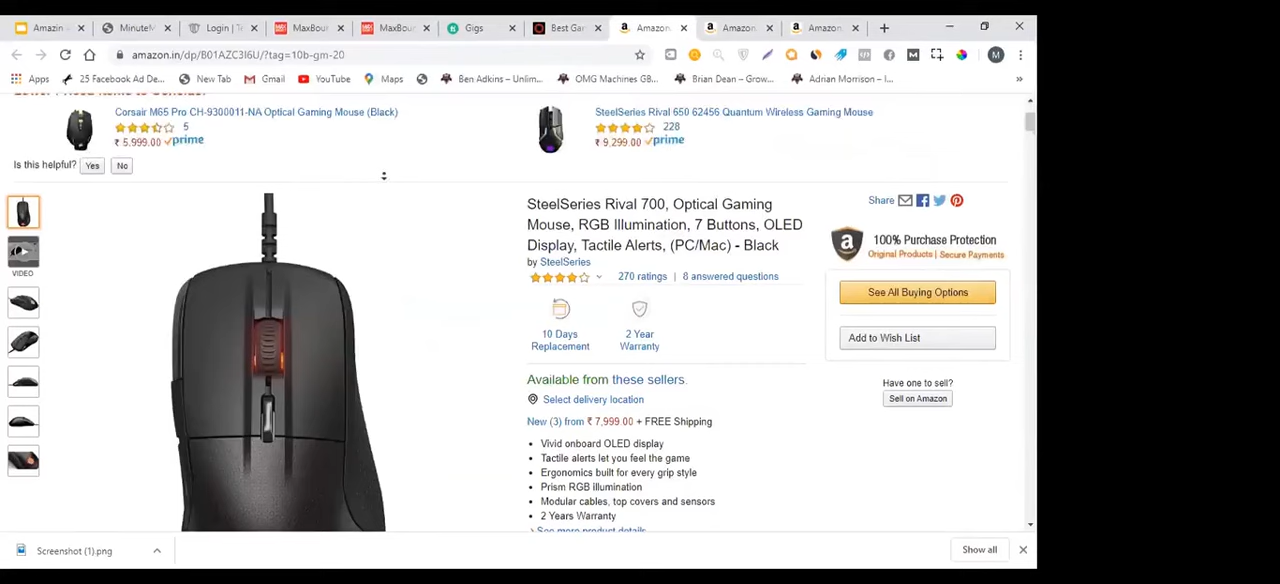 Amazin
MinuteM
Login | T
MaxBou
MaxBou
Gigs
Best Gar
Amazon.
Amazon.
Amazon.
amazon.in/dp/B01AZC3I6U/?tag=10b-gm-20
M
Apps
25 Facebook Ad De...
New Tab
Gmail
YouTube
Maps
Ben Adkins – Unlim...
OMG Machines GB...
Brian Dean – Grow...
Adrian Morrison – I...
»
Corsair M65 Pro CH-9300011-NA Optical Gaming Mouse (Black)
5
₹ 5,999.00 prime
SteelSeries Rival 650 62456 Quantum Wireless Gaming Mouse
228
₹ 9,299.00 prime
Is this helpful? Yes No
VIDEO
SteelSeries Rival 700, Optical Gaming
Mouse, RGB Illumination, 7 Buttons, OLED
Display, Tactile Alerts, (PC/Mac) - Black
by SteelSeries
270 ratings | 8 answered questions
10 Days
Replacement
2 Year
Warranty
Available from these sellers.
Select delivery location
New (3) from ₹ 7,999.00 + FREE Shipping
• Vivid onboard OLED display
• Tactile alerts let you feel the game
• Ergonomics built for every grip style
• Prism RGB illumination
• Modular cables, top covers and sensors
• 2 Years Warranty
› See more product details
Share
100% Purchase Protection
Original Products | Secure Payments
See All Buying Options
Add to Wish List
Have one to sell?
Sell on Amazon
Screenshot (1).png
Show all